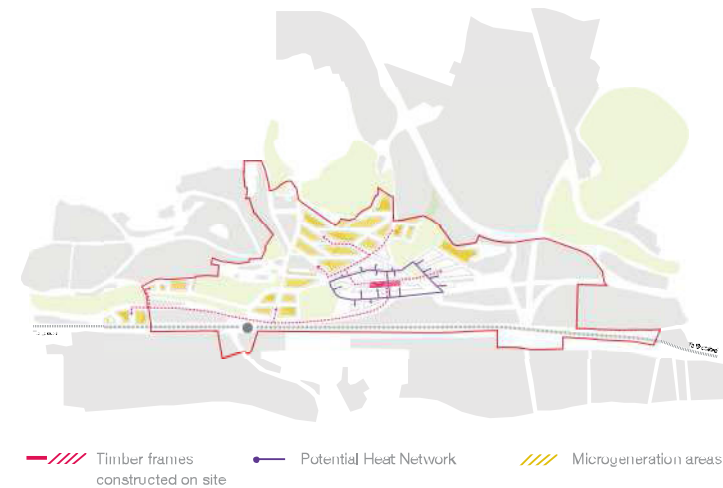 Timber frames
constructed on site
Potential Heat Network
Microgeneration areas